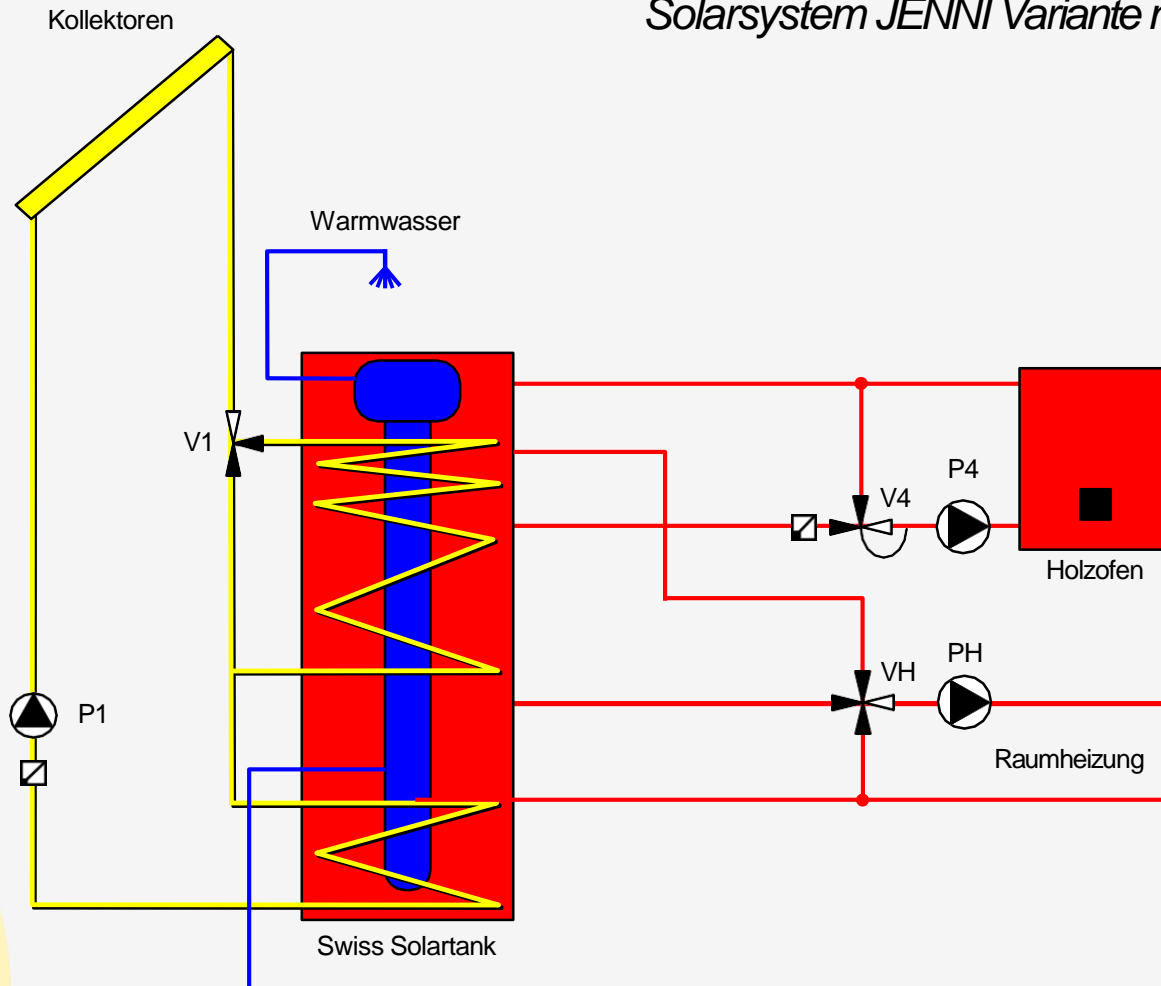 Solarsystem JENNI Variante
Kollektoren
Warmwasser
V1
P4
V4
Holzofen
VH
PH
P1
Raumheizung
Swiss Solartank